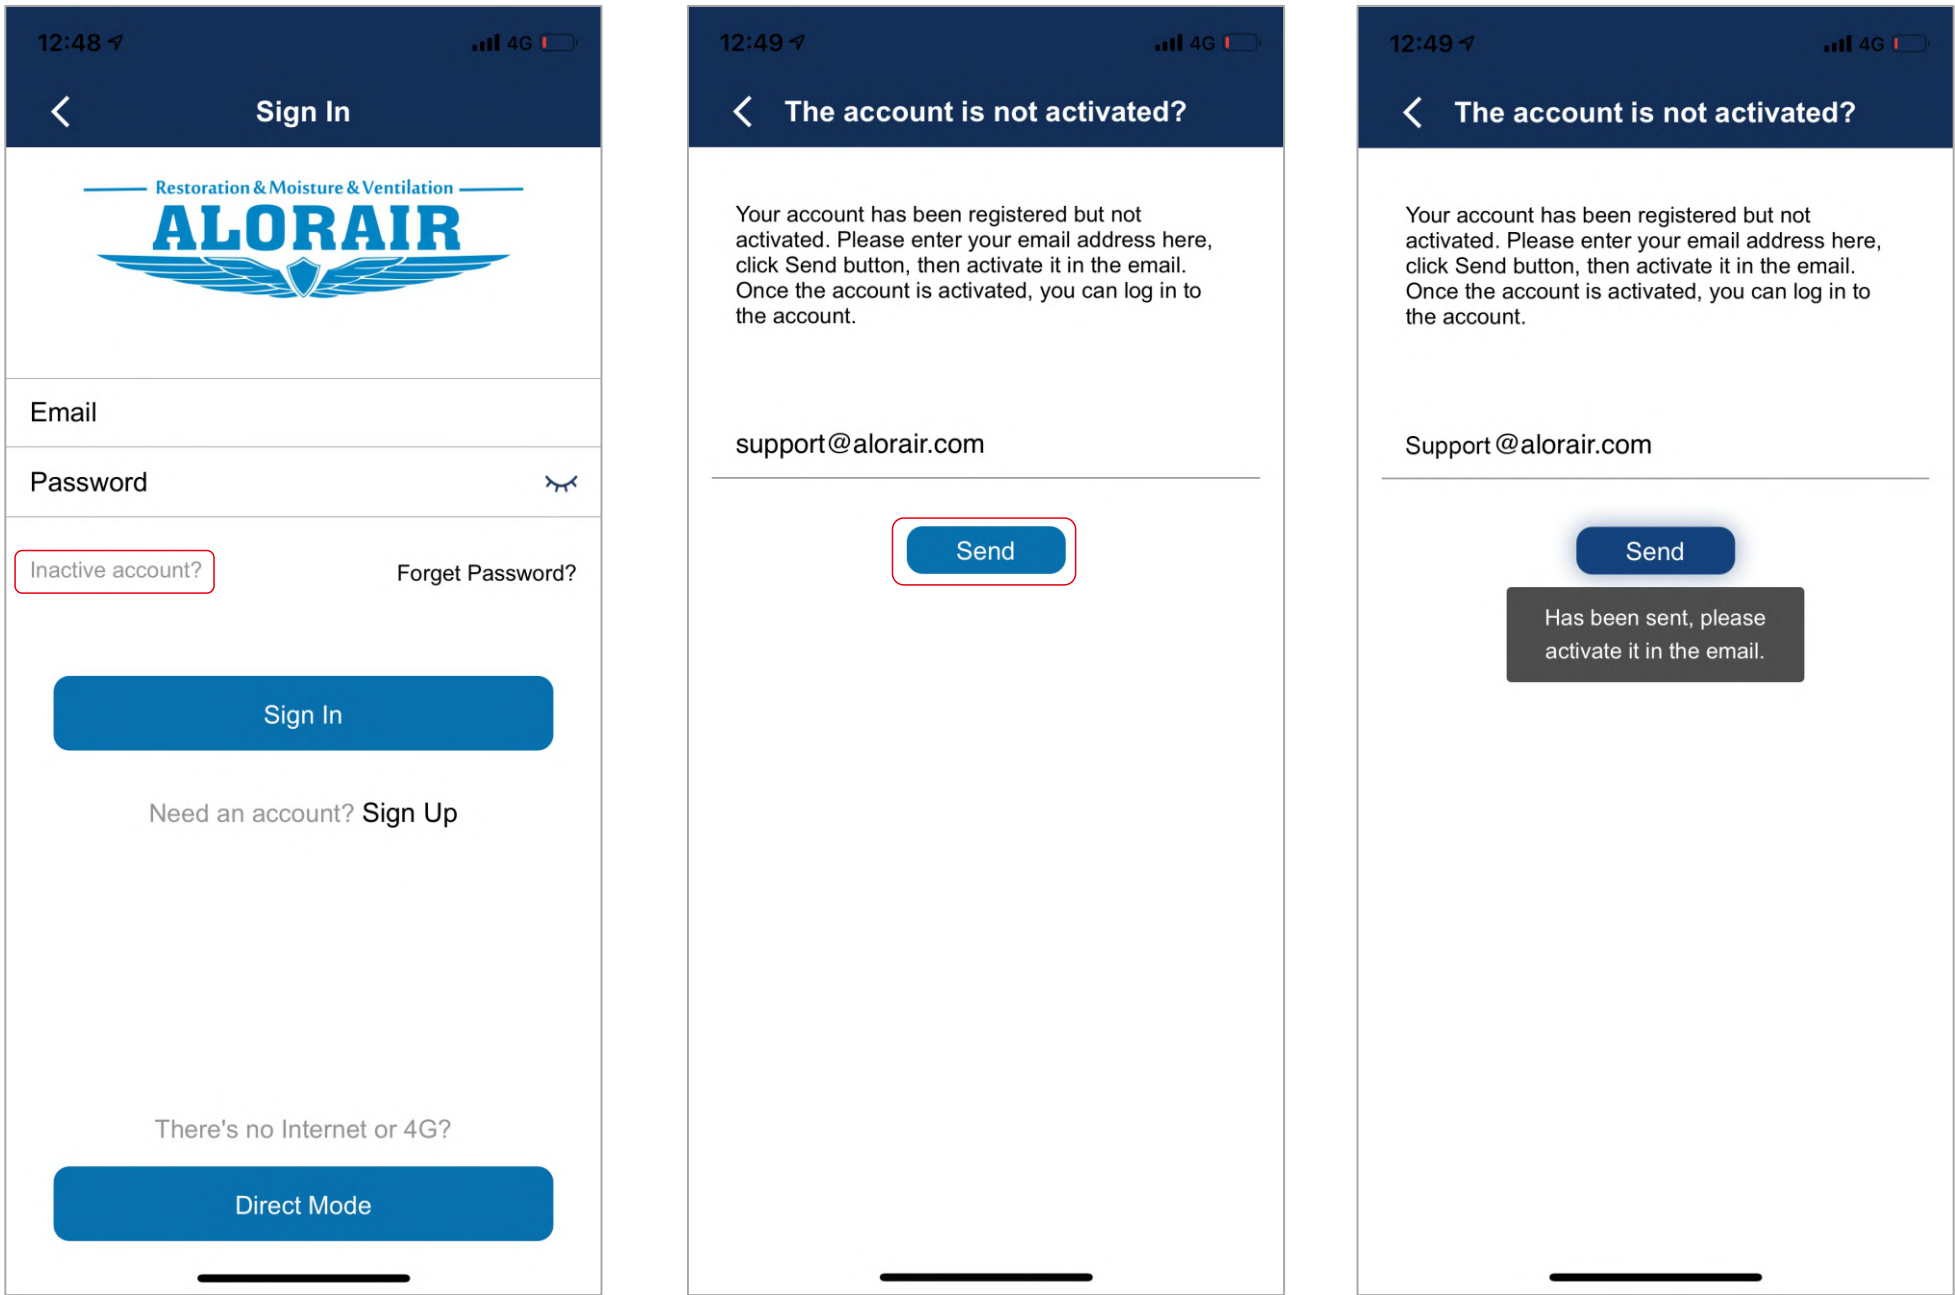 12:48
4G
Sign In
Restoration & Moisture & Ventilation
ALORAIR
Email
Password
Inactive account?
Forget Password?
Sign In
Need an account? Sign Up
There's no Internet or 4G?
Direct Mode
12:49
4G
The account is not activated?
Your account has been registered but not
activated. Please enter your email address here,
click Send button, then activate it in the email.
Once the account is activated, you can log in to
the account.
support@alorair.com
Send
12:49
4G
The account is not activated?
Your account has been registered but not
activated. Please enter your email address here,
click Send button, then activate it in the email.
Once the account is activated, you can log in to
the account.
Support@alorair.com
Send
Has been sent, please
activate it in the email.